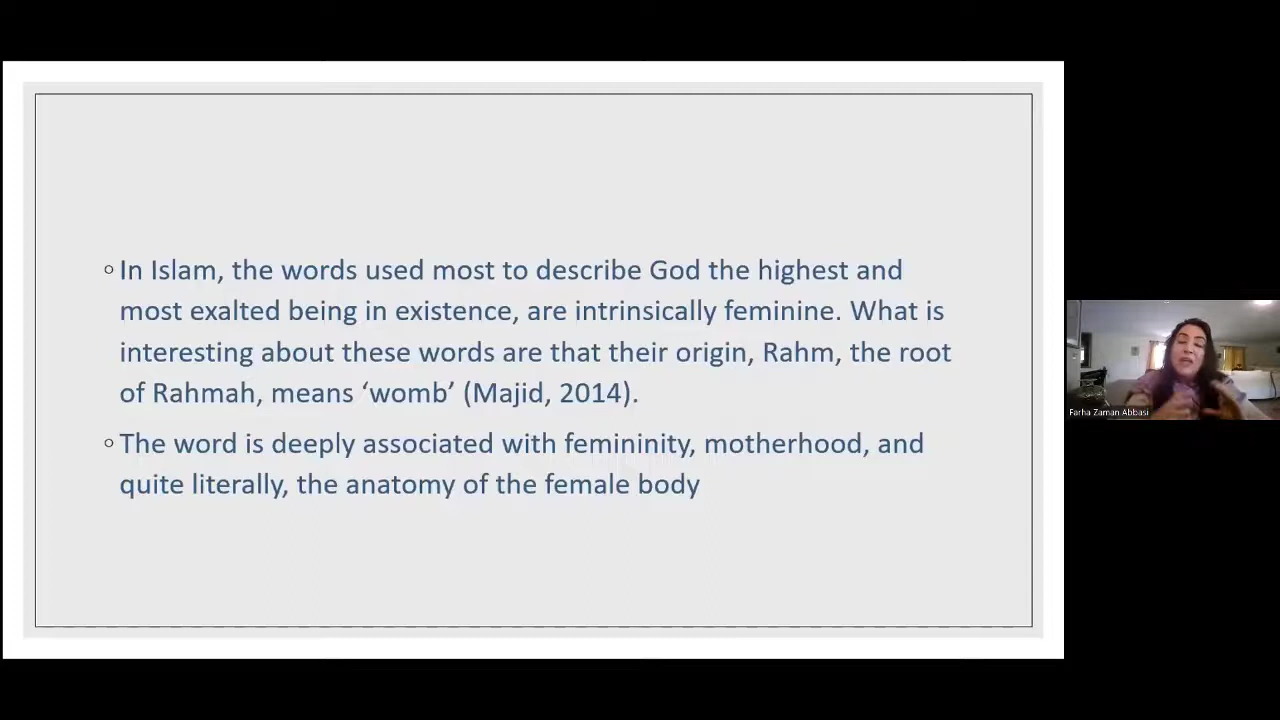 ◦In Islam, the words used most to describe God the highest and
most exalted being in existence, are intrinsically feminine. What is
interesting about these words are that their origin, Rahm, the root
of Rahmah, means ‘womb’ (Majid, 2014).
◦The word is deeply associated with femininity, motherhood, and
quite literally, the anatomy of the female body
Farha Zaman Abbasi